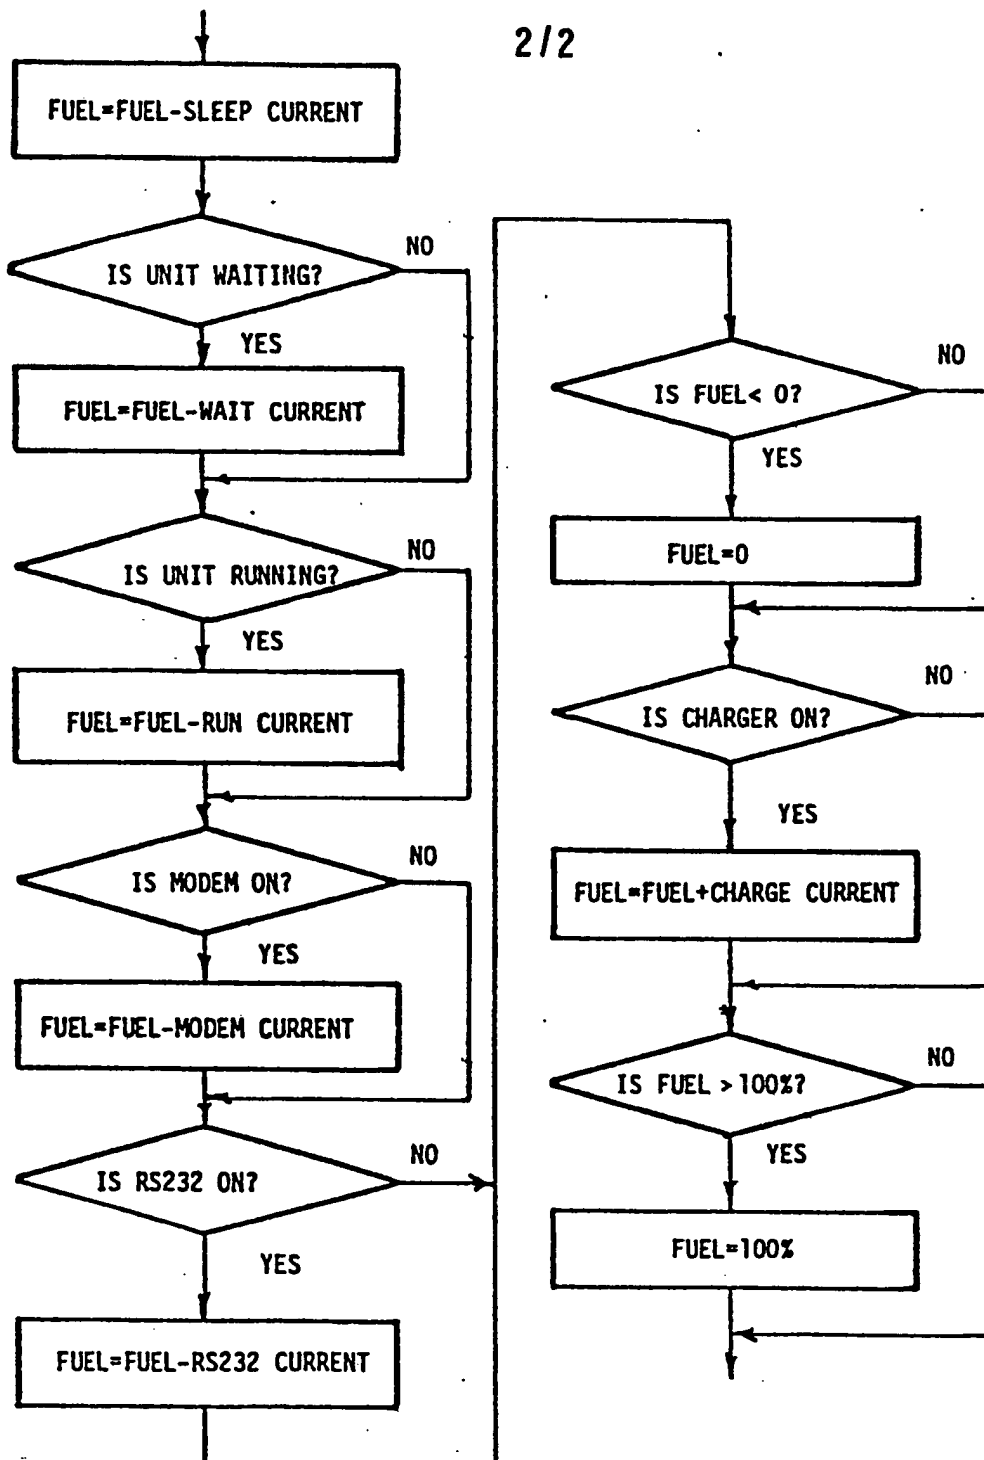 2/2
FUEL=FUEL-SLEEP CURRENT
IS UNIT WAITING?
NO
YES
FUEL=FUEL-WAIT CURRENT
IS UNIT RUNNING?
NO
YES
FUEL=FUEL-RUN CURRENT
IS MODEM ON?
NO
YES
FUEL=FUEL-MODEM CURRENT
IS RS232 ON?
NO
YES
FUEL=FUEL-RS232 CURRENT
IS FUEL< 0?
NO
YES
FUEL=0
IS CHARGER ON?
NO
YES
FUEL=FUEL+CHARGE CURRENT
IS FUEL >100%?
NO
YES
FUEL=100%